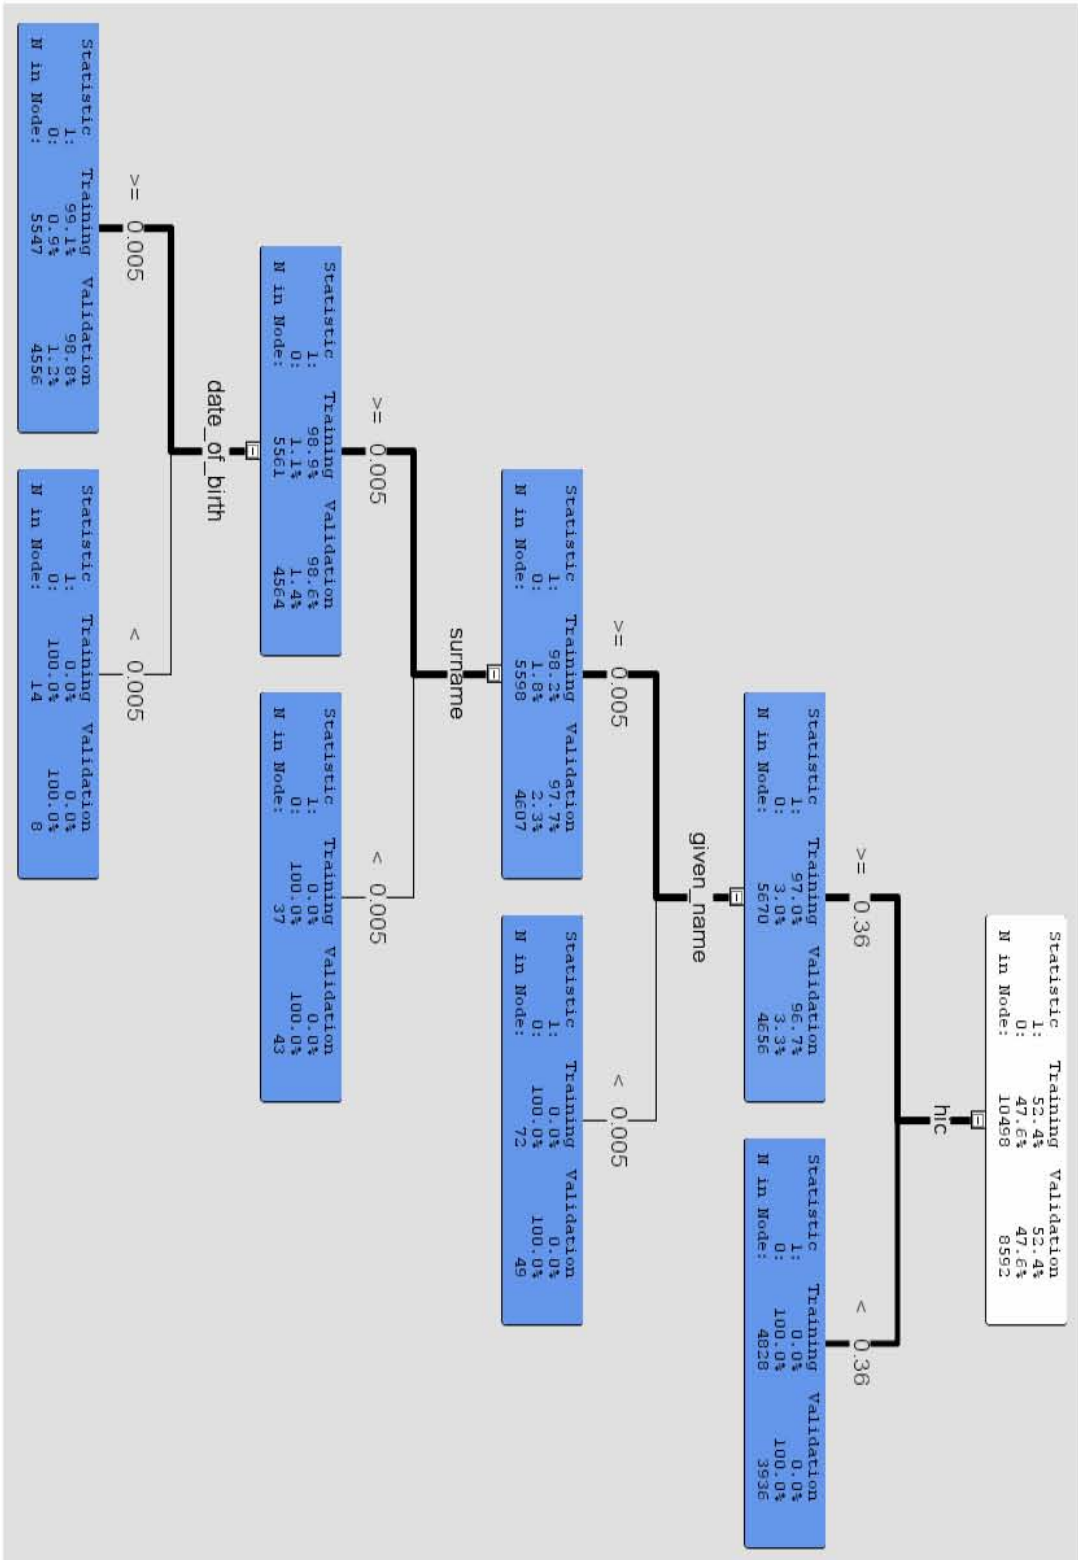 Statistic Training Validation
1: 52.4% 52.4%
0: 47.6% 47.6%
N in Node: 10498 8592
hic
>= 0.36
< 0.36
Statistic Training Validation
1: 97.0% 96.7%
0: 3.0% 3.3%
N in Node: 5670 4656
Statistic Training Validation
1: 0.0% 0.0%
0: 100.0% 100.0%
N in Node: 4828 3936
given_name
>= 0.005
< 0.005
Statistic Training Validation
1: 98.2% 97.7%
0: 1.8% 2.3%
N in Node: 5598 4607
Statistic Training Validation
1: 0.0% 0.0%
0: 100.0% 100.0%
N in Node: 72 49
surname
>= 0.005
< 0.005
Statistic Training Validation
1: 98.9% 98.6%
0: 1.1% 1.4%
N in Node: 5561 4564
Statistic Training Validation
1: 0.0% 0.0%
0: 100.0% 100.0%
N in Node: 37 43
date_of_birth
>= 0.005
< 0.005
Statistic Training Validation
1: 99.1% 98.8%
0: 0.9% 1.2%
N in Node: 5547 4556
Statistic Training Validation
1: 0.0% 0.0%
0: 100.0% 100.0%
N in Node: 14 8